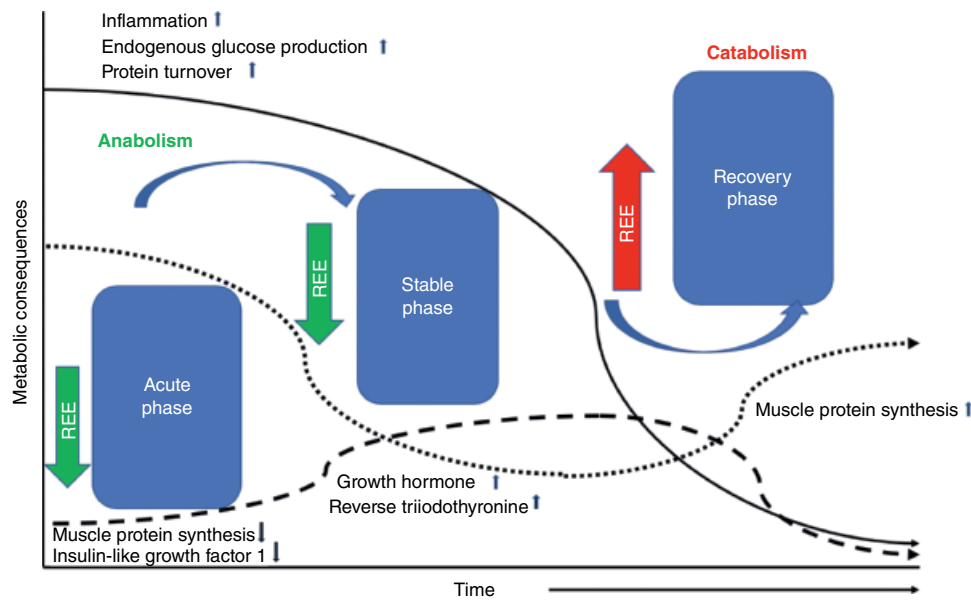 Inflammation ↑
Endogenous glucose production ↑
Protein turnover ↑
Catabolism
Anabolism
Recovery
phase
REE
REE
Stable
phase
Metabolic consequences
Acute
phase
REE
Muscle protein synthesis ↑
Growth hormone ↑
Reverse triiodothyronine ↑
Muscle protein synthesis ↓
Insulin-like growth factor 1 ↓
Time